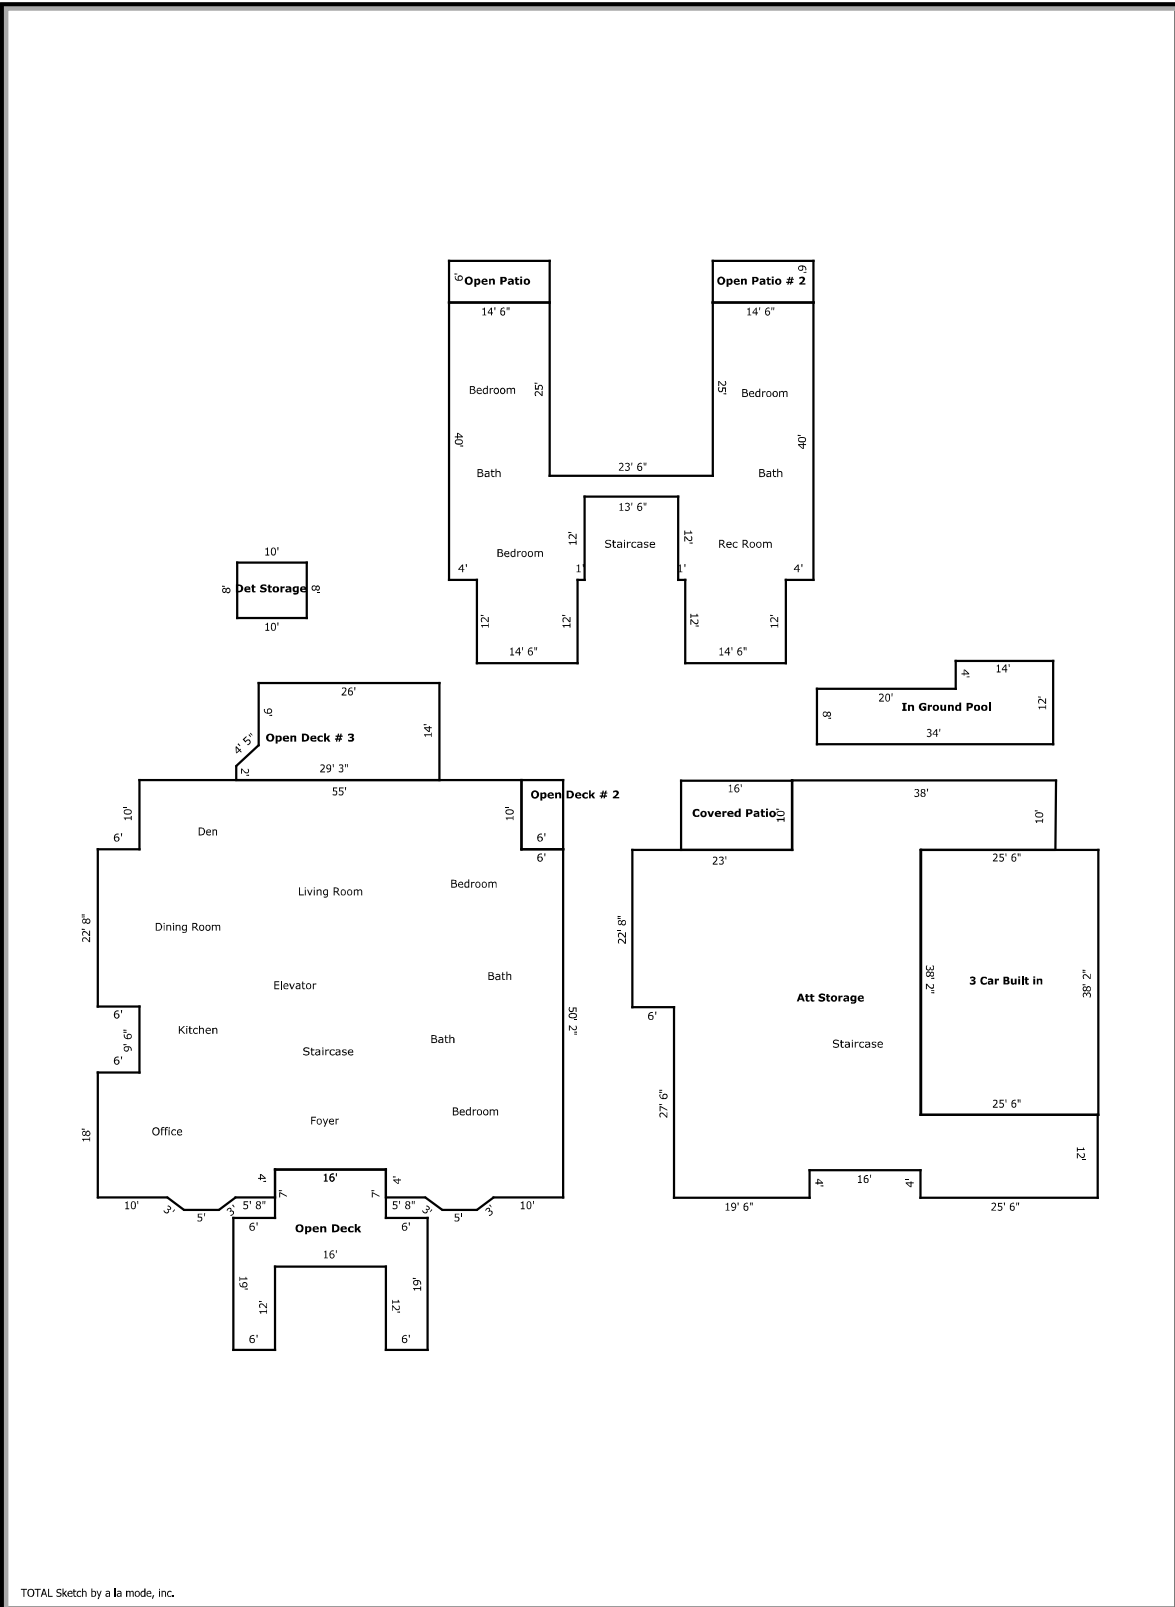 6' Open Patio
6' Open Patio # 2
14' 6"
14' 6"
Bedroom
25'
25'
Bedroom
40'
40'
23' 6"
Bath
Bath
13' 6"
12'
Staircase
12'
Rec Room
Bedroom
4'
1'
1'
4'
12'
12'
12'
12'
14' 6"
14' 6"
10'
8'
Det Storage
8'
10'
26'
9'
14'
Open Deck # 3
4' 5"
2'
29' 3"
14'
4'
20'
In Ground Pool
12'
8'
34'
55'
Open Deck # 2
10'
Den
10'
6'
6'
6'
Living Room
Bedroom
22' 8"
Dining Room
Elevator
Bath
6'
9' 6"
Kitchen
Bath
50' 2"
6'
Staircase
Bedroom
Foyer
Office
18'
4'
16'
4'
7'
7'
10'
3'
5'
3'
5' 8"
5' 8"
3'
5'
3'
10'
6'
Open Deck
6'
16'
19'
12'
12'
19'
6'
6'
16'
38'
Covered Patio
10'
10'
23'
25' 6"
22' 8"
38' 2"
3 Car Built in
38' 2"
Att Storage
6'
Staircase
27' 6"
25' 6"
12'
4'
16'
4'
19' 6"
25' 6"
TOTAL Sketch by a la mode, inc.